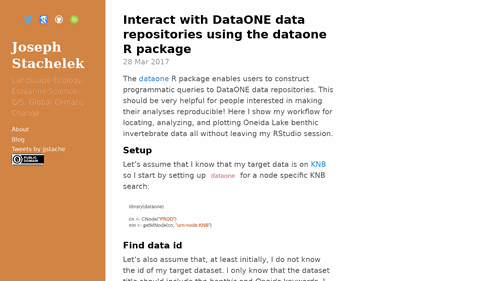 Joseph
Stachelek
Landscape Ecology,
Estuarine Science,
GIS, Global Climatic
Change
About
Blog
Tweets by jjstache
PUBLIC
DOMAIN
Interact with DataONE data
repositories using the dataone
R package
28 Mar 2017
The dataone R package enables users to construct
programmatic queries to DataONE data repositories. This
should be very helpful for people interested in making
their analyses reproducible! Here I show my workflow for
locating, analyzing, and plotting Oneida Lake benthic
invertebrate data all without leaving my RStudio session.
Setup
Let's assume that I know that my target data is on KNB
so I start by setting up dataone for a node specific KNB
search:
library(dataone)
cn <- CNode("PROD")
mn <- getMNode(cn, "urn:node:KNB")
Find data id
Let's also assume that, at least initially, I do not know
the id of my target dataset. I only know that the dataset
title should include the benthic and Oneida keywords. I